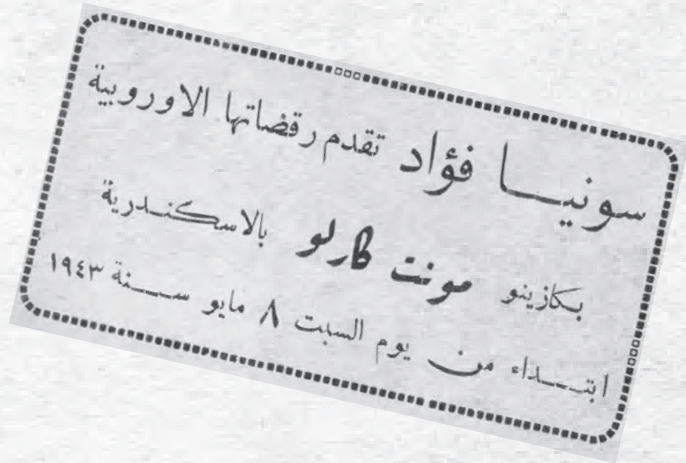 سونيا فؤاد تقدم رقصاتها الاوروبية
بكازينو مونت كارلو بالاسكندرية
ابتداء من يوم السبت ٨ مايو سنة ١٩٤٣